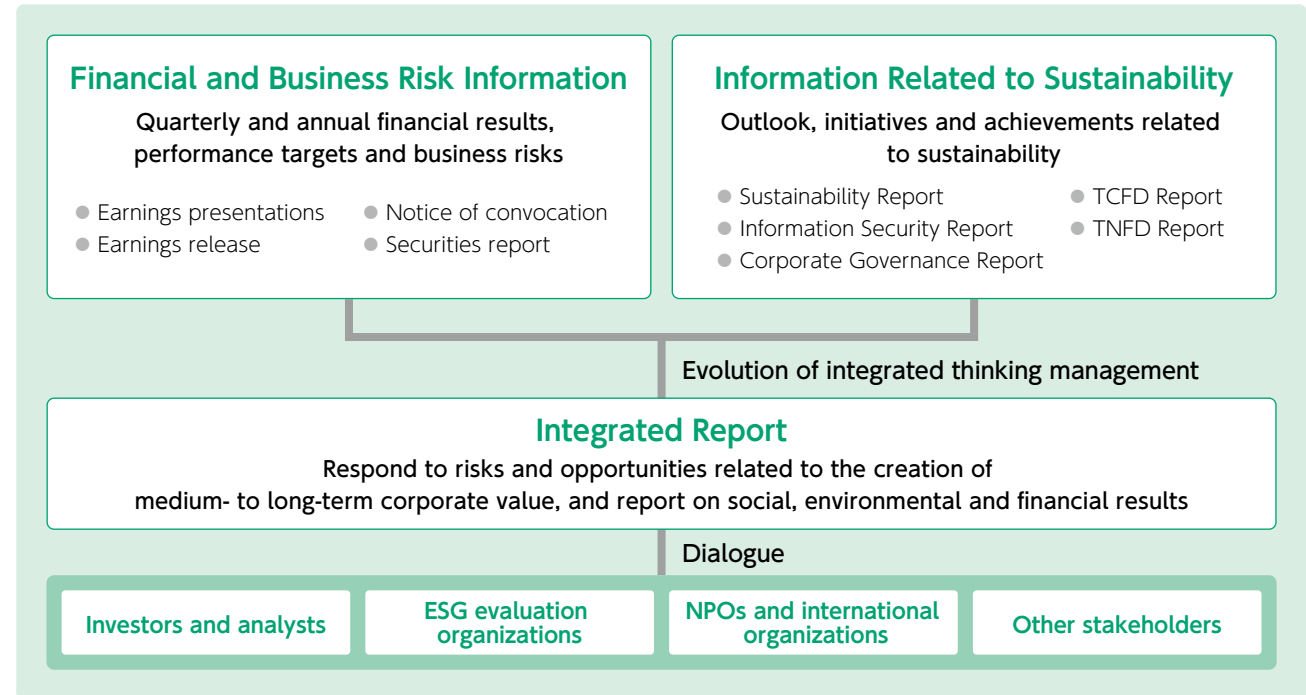 Financial and Business Risk Information
Quarterly and annual financial results,
performance targets and business risks
● Earnings presentations
● Earnings release
● Notice of convocation
● Securities report
Information Related to Sustainability
Outlook, initiatives and achievements related
to sustainability
● Sustainability Report
● Information Security Report
● Corporate Governance Report
● TCFD Report
● TNFD Report
Evolution of integrated thinking management
Integrated Report
Respond to risks and opportunities related to the creation of
medium- to long-term corporate value, and report on social, environmental and financial results
Dialogue
Investors and analysts
ESG evaluation
organizations
NPOs and international
organizations
Other stakeholders